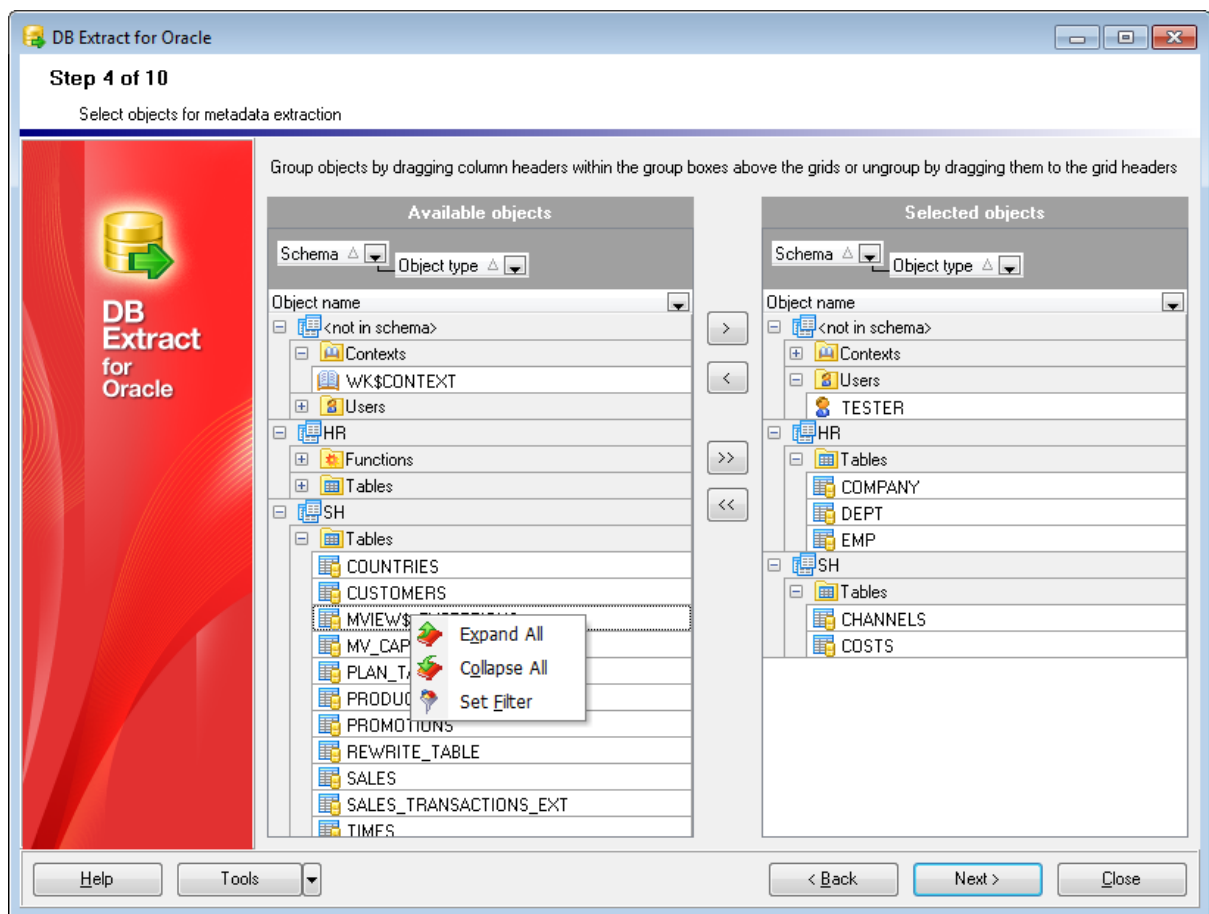 DB Extract for Oracle
Step 4 of 10
Select objects for metadata extraction
DB
Extract
for
Oracle
Group objects by dragging column headers within the group boxes above the grids or ungroup by dragging them to the grid headers
Available objects
Schema
Object type
Object name
<not in schema>
Contexts
WK$CONTEXT
Users
HR
Functions
Tables
SH
Tables
COUNTRIES
CUSTOMERS
MVIEW$
MV_CAP
PLAN_TA
PRODUC
PROMOTIONS
REWRITE_TABLE
SALES
SALES_TRANSACTIONS_EXT
TIMES
Expand All
Collapse All
Set Filter
>
<
>>
<<
Selected objects
Schema
Object type
Object name
<not in schema>
Contexts
Users
TESTER
HR
Tables
COMPANY
DEPT
EMP
SH
Tables
CHANNELS
COSTS
Help
Tools
< Back
Next >
Close